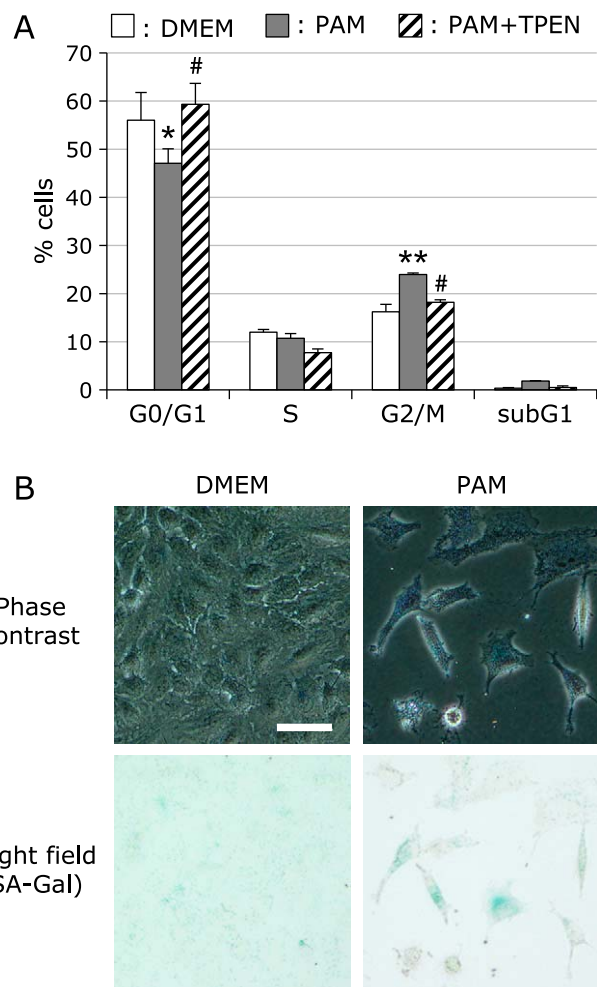 A
: DMEM : PAM : PAM+TPEN
% cells
70
60
50
40
30
20
10
0
#
*
**
#
G0/G1 S G2/M subG1
B
DMEM PAM
Phase
ontrast
ght field
SA-Gal)